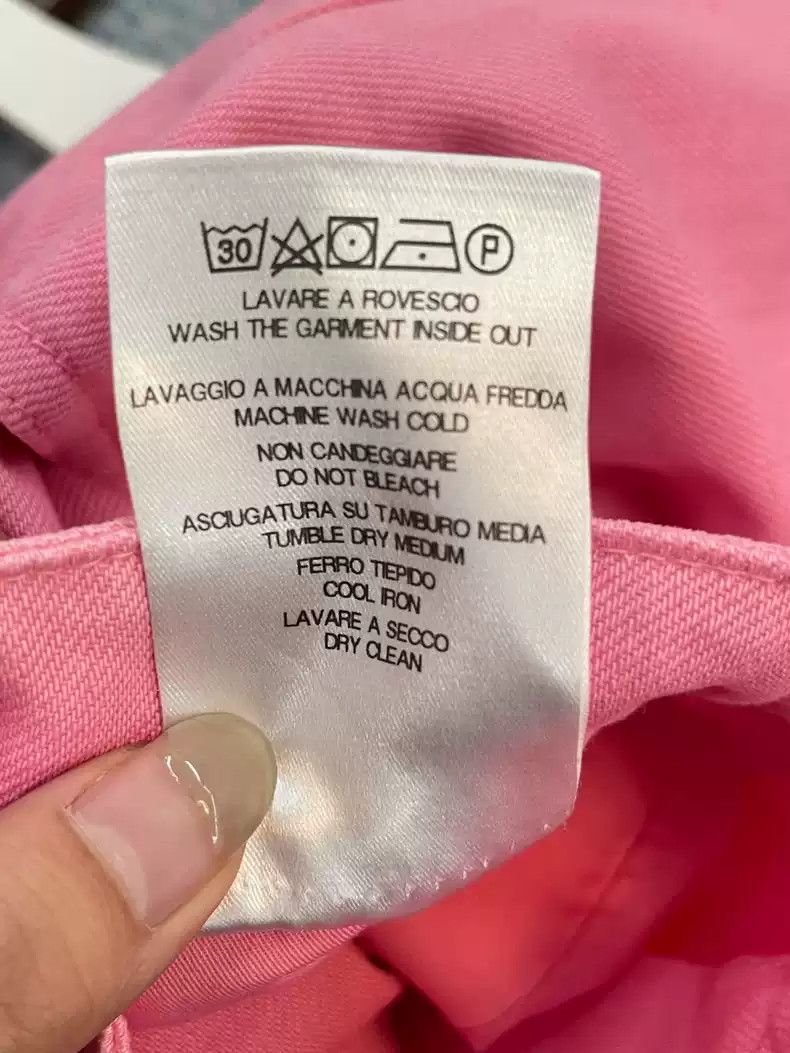 30 P
LAVARE A ROVESCIO
WASH THE GARMENT INSIDE OUT
LAVAGGIO A MACCHINA ACQUA FREDDA
MACHINE WASH COLD
NON CANDEGGIARE
DO NOT BLEACH
ASCIUGATURA SU TAMBURO MEDIA
TUMBLE DRY MEDIUM
FERRO TIEPIDO
COOL IRON
LAVARE A SECCO
DRY CLEAN